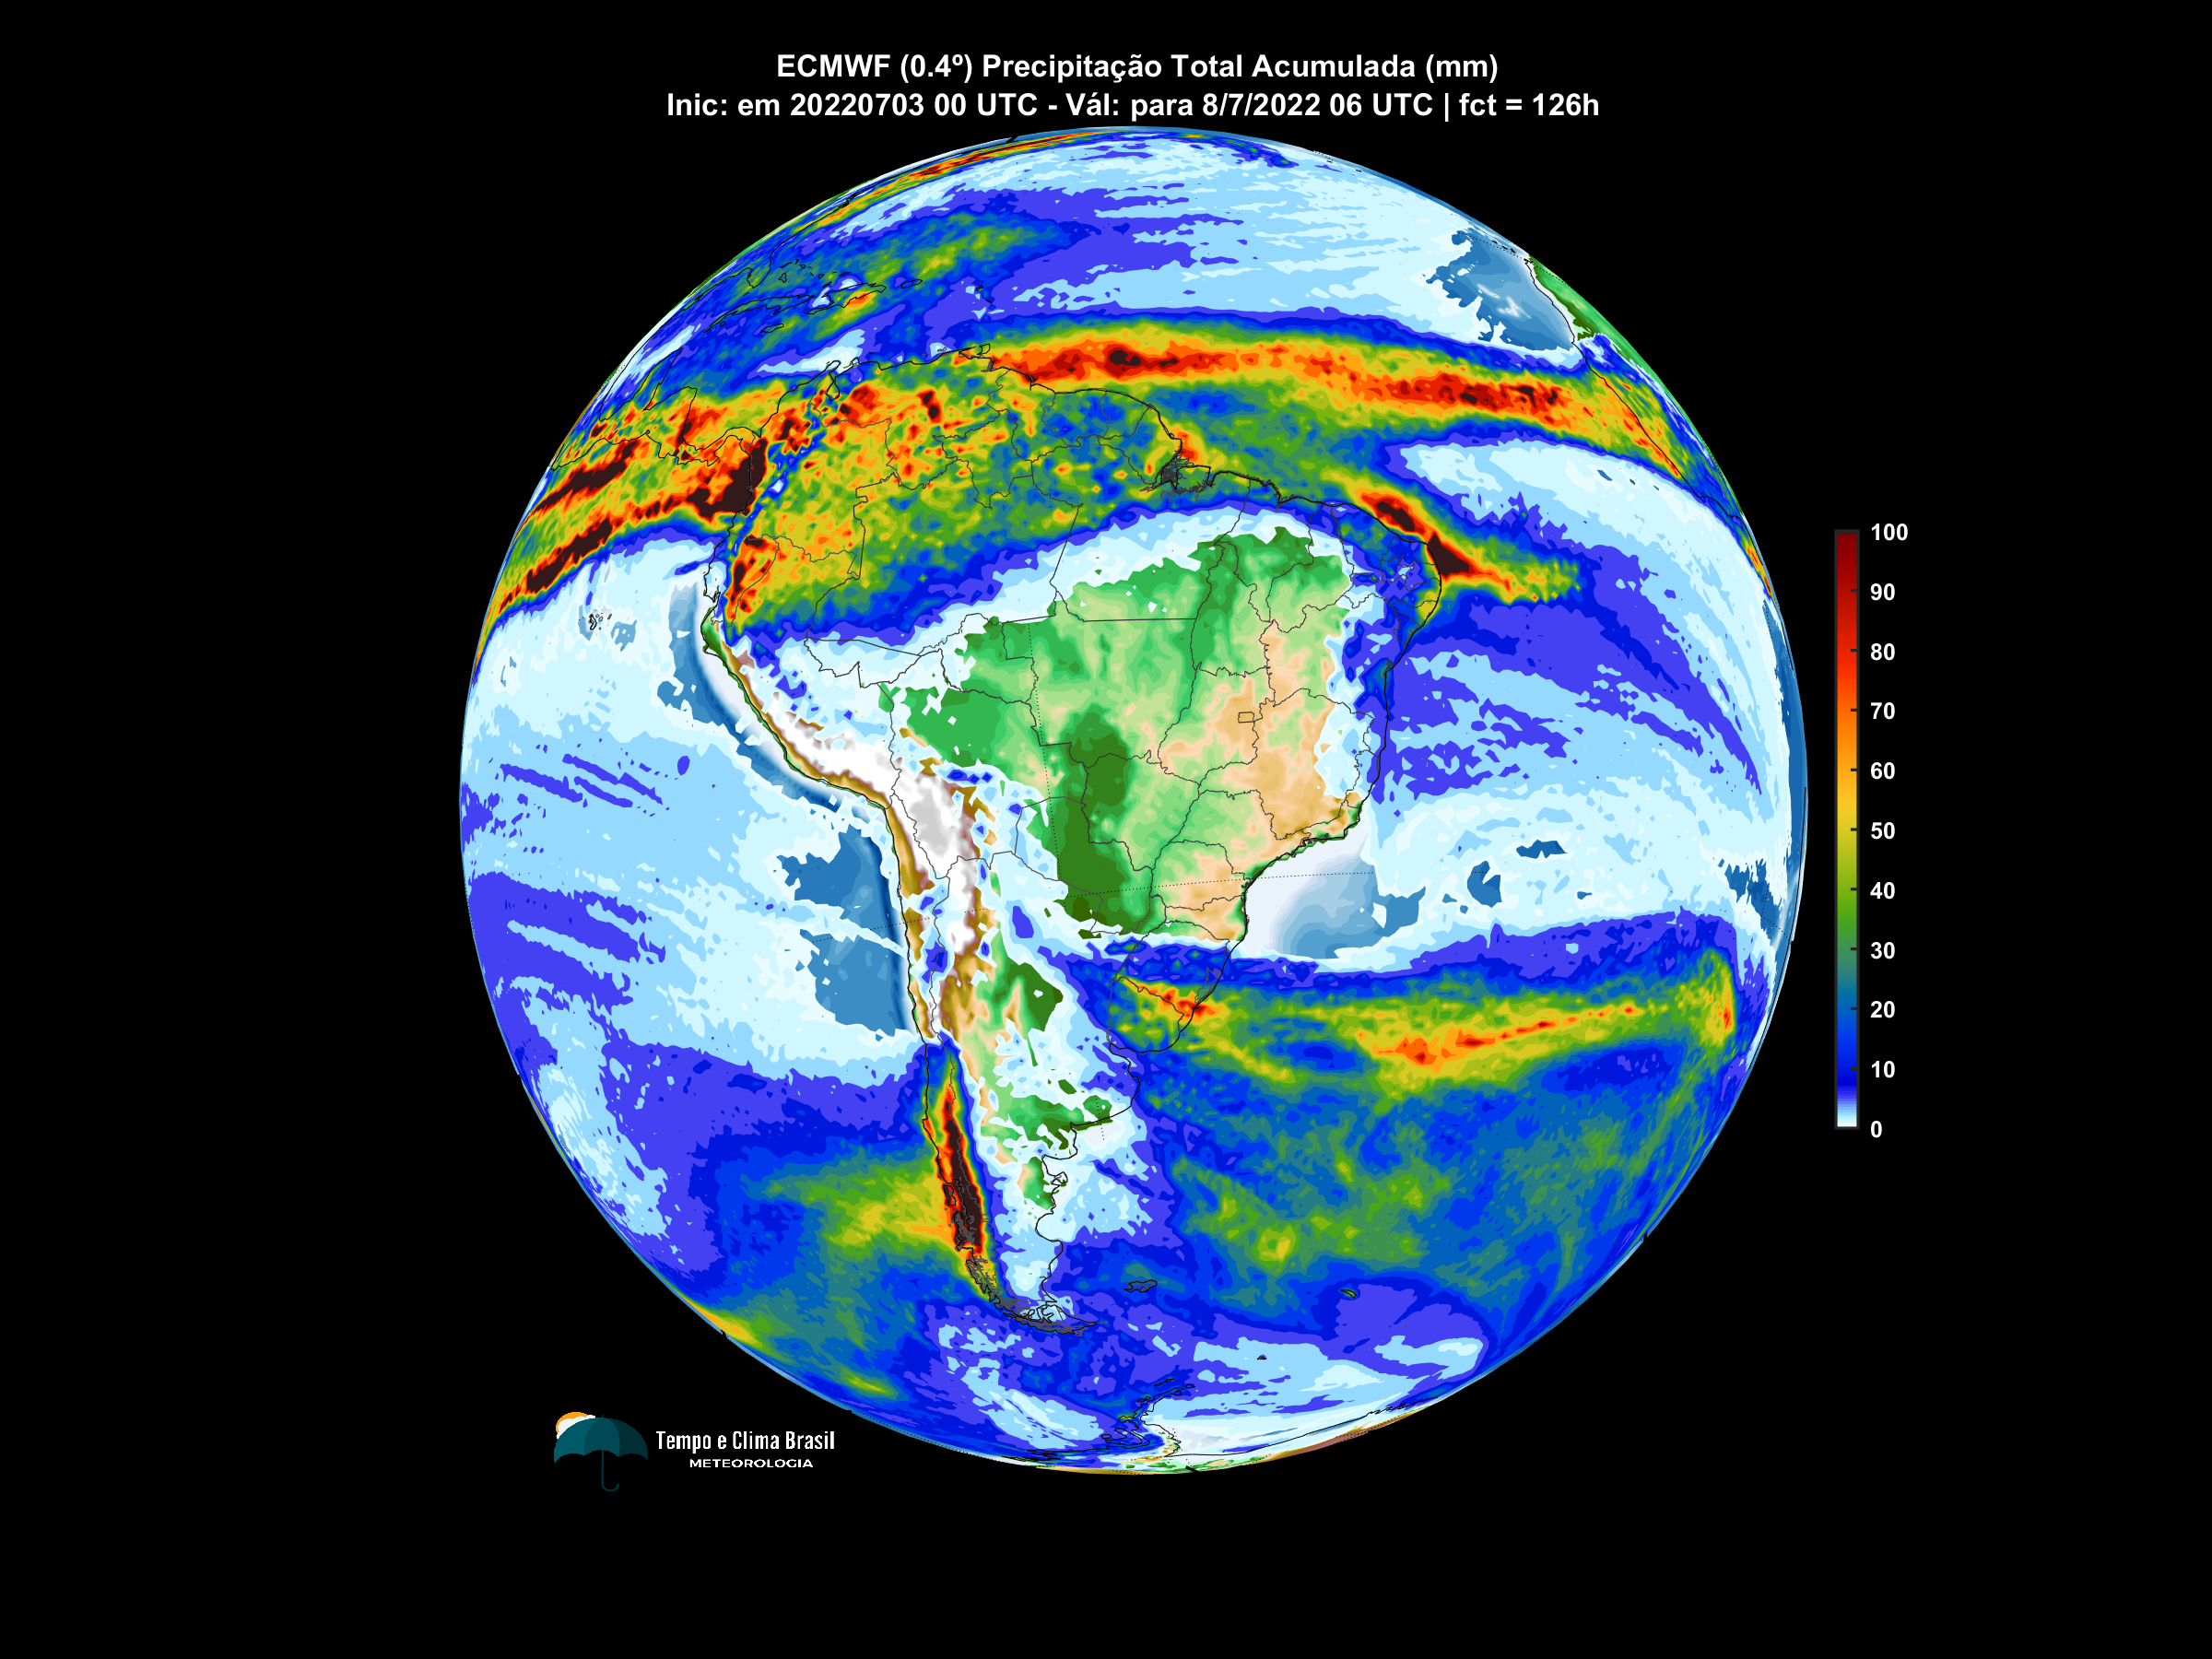 ECMWF (0.4º) Precipitação Total Acumulada (mm)
Inic: em 20220703 00 UTC - Vál: para 8/7/2022 06 UTC | fct = 126h
100
90
80
70
60
50
40
30
20
10
0
Tempo e Clima Brasil
METEOROLOGIA